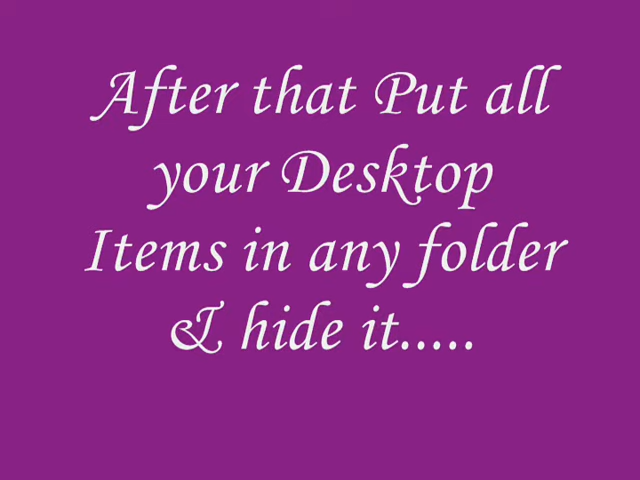 After that Put all
your Desktop
Items in any folder
& hide it.....